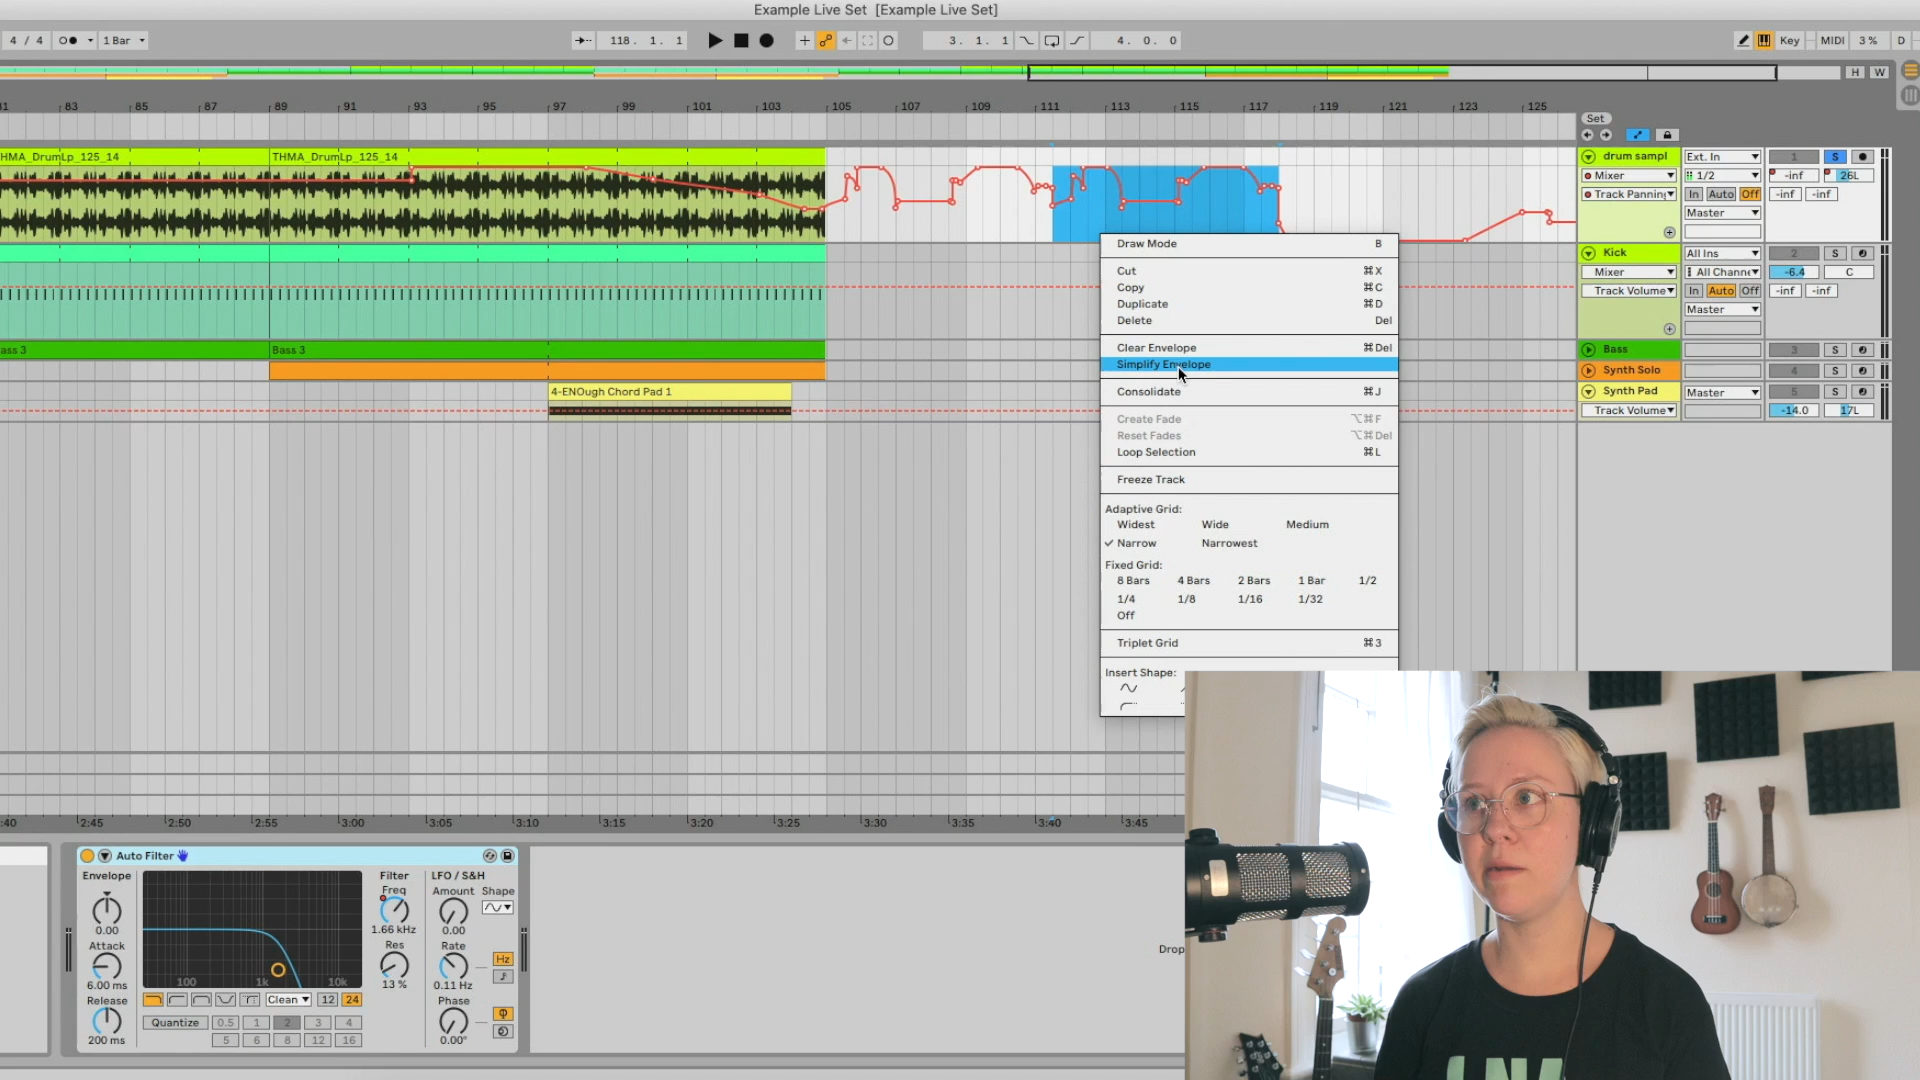 Example Live Set [Example Live Set]
4 / 4
1 Bar
118. 1. 1
3. 1. 1
4. 0. 0
Key
MIDI
3 %
D
H
W
83 85 87 89 91 93 95 97 99 101 103 105 107 109 111 113 115 117 119 121 123 125
Set
HMA_DrumLp_125_14
THMA_DrumLp_125_14
drum sampl
Ext. In
1
S
Mixer
1/2
-inf
26L
Track Panning
In Auto Off
-inf -inf
Master
Kick
All Ins
2
S
Mixer
All Channe
-6.4
C
Track Volume
In Auto Off
-inf -inf
Master
ass 3
Bass 3
Bass
3
S
Synth Solo
4
S
4-ENOugh Chord Pad 1
Synth Pad
Master
5
S
Track Volume
-14.0
17L
Draw Mode B
Cut ⌘X
Copy ⌘C
Duplicate ⌘D
Delete Del
Clear Envelope ⌘Del
Simplify Envelope
Consolidate ⌘J
Create Fade ⌥⌘F
Reset Fades ⌥⌘Del
Loop Selection ⌘L
Freeze Track
Adaptive Grid:
Widest Wide Medium
✓ Narrow Narrowest
Fixed Grid:
8 Bars 4 Bars 2 Bars 1 Bar 1/2
1/4 1/8 1/16 1/32
Off
Triplet Grid ⌘3
Insert Shape:
:40 2:45 2:50 2:55 3:00 3:05 3:10 3:15 3:20 3:25 3:30 3:35 3:40 3:45
Auto Filter
Envelope
0.00
Attack
6.00 ms
Release
200 ms
100 1k 10k
Clean
12 24
Quantize 0.5 1 2 3 4
5 6 8 12 16
Filter
Freq
1.66 kHz
Res
13 %
LFO / S&H
Amount Shape
0.00
Rate
Hz
0.11 Hz
Phase
0.00°
Drop